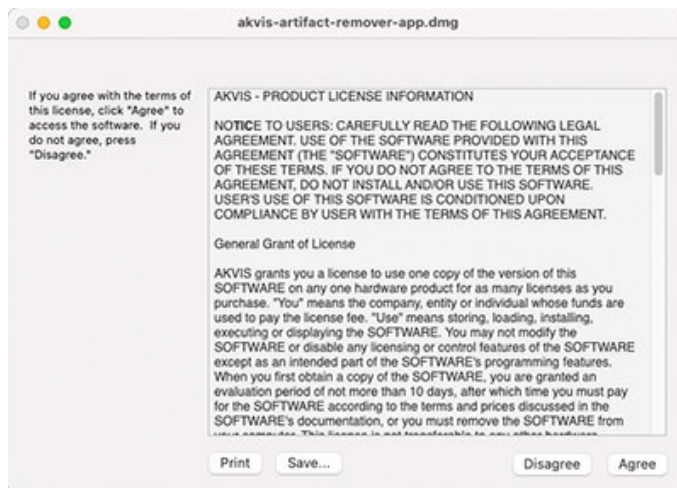 akvis-artifact-remover-app.dmg
If you agree with the terms of
this license, click "Agree" to
access the software. If you
do not agree, press
"Disagree."
AKVIS - PRODUCT LICENSE INFORMATION
NOTICE TO USERS: CAREFULLY READ THE FOLLOWING LEGAL
AGREEMENT. USE OF THE SOFTWARE PROVIDED WITH THIS
AGREEMENT (THE "SOFTWARE") CONSTITUTES YOUR ACCEPTANCE
OF THESE TERMS. IF YOU DO NOT AGREE TO THE TERMS OF THIS
AGREEMENT, DO NOT INSTALL AND/OR USE THIS SOFTWARE.
USER'S USE OF THIS SOFTWARE IS CONDITIONED UPON
COMPLIANCE BY USER WITH THE TERMS OF THIS AGREEMENT.
General Grant of License
AKVIS grants you a license to use one copy of the version of this
SOFTWARE on any one hardware product for as many licenses as you
purchase. "You" means the company, entity or individual whose funds are
used to pay the license fee. "Use" means storing, loading, installing,
executing or displaying the SOFTWARE. You may not modify the
SOFTWARE or disable any licensing or control features of the SOFTWARE
except as an intended part of the SOFTWARE's programming features.
When you first obtain a copy of the SOFTWARE, you are granted an
evaluation period of not more than 10 days, after which time you must pay
for the SOFTWARE according to the terms and prices discussed in the
SOFTWARE's documentation, or you must remove the SOFTWARE from
your computer. This license is not transferable to any other hardware
Print Save... Disagree Agree